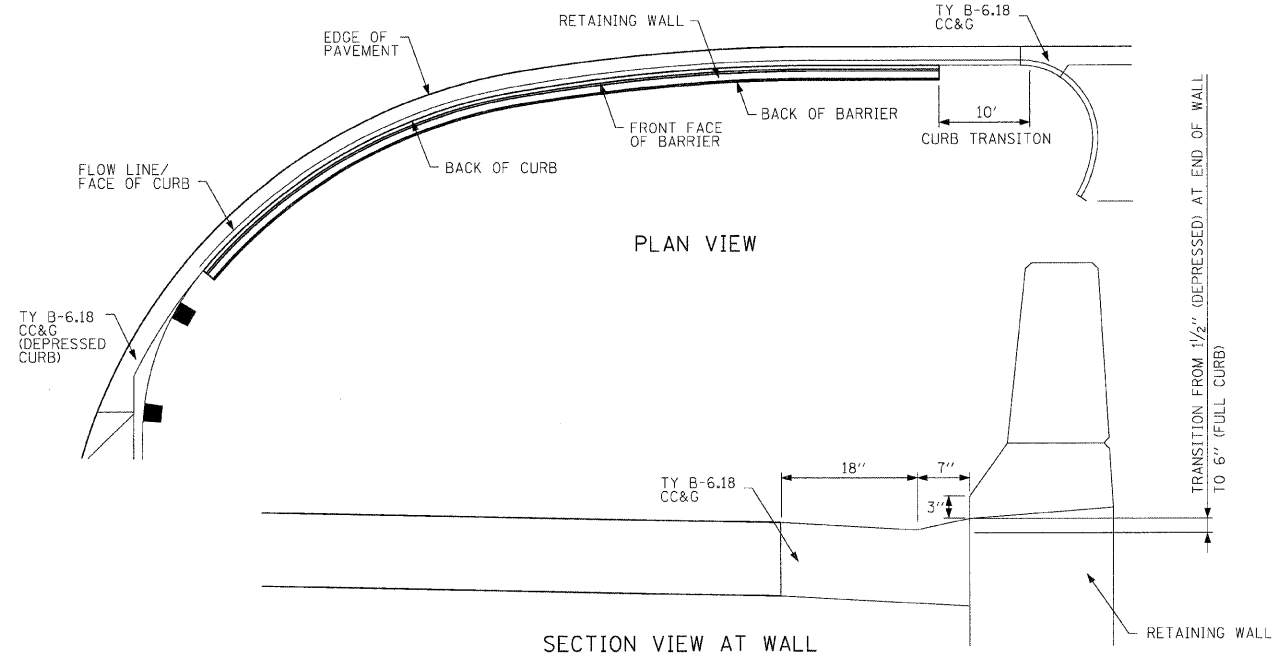 TY B-6.18
CC&G
RETAINING WALL
EDGE OF
PAVEMENT
BACK OF BARRIER
10'
CURB TRANSITON
FRONT FACE
OF BARRIER
BACK OF CURB
FLOW LINE/
FACE OF CURB
PLAN VIEW
TY B-6.18
CC&G
(DEPRESSED
CURB)
TRANSITION FROM 1½" (DEPRESSED) AT END OF WALL
TO 6" (FULL CURB)
18"
7"
TY B-6.18
CC&G
3"
RETAINING WALL
SECTION VIEW AT WALL